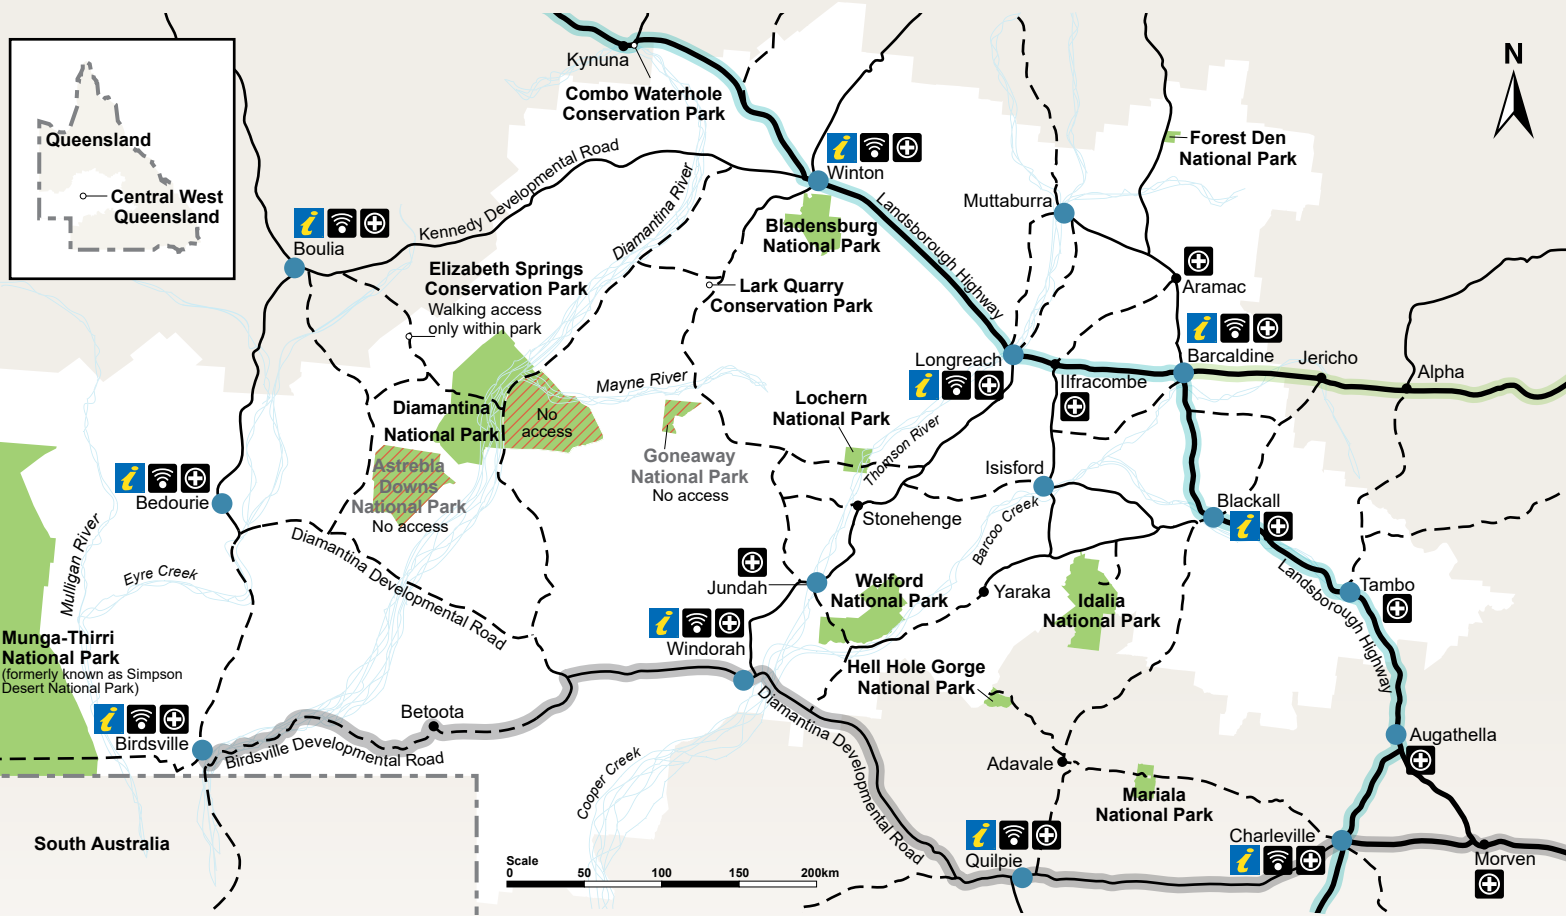 Queensland
Central West
Queensland
N
Kynuna
Combo Waterhole
Conservation Park
Forest Den
National Park
Winton
Kennedy Developmental Road
Diamantina River
Landsborough Highway
Muttaburra
Boulia
Bladensburg
National Park
Elizabeth Springs
Conservation Park
Walking access
only within park
Lark Quarry
Conservation Park
Aramac
Longreach
Ilfracombe
Barcaldine
Jericho
Alpha
Mayne River
Diamantina
National Park
No
access
Lochern
National Park
Thomson River
Goneaway
National Park
No access
Astrebla
Downs
National Park
No access
Isisford
Bedourie
Stonehenge
Barcoo Creek
Blackall
Mulligan River
Eyre Creek
Diamantina Developmental Road
Jundah
Welford
National Park
Yaraka
Idalia
National Park
Landsborough Highway
Tambo
Munga-Thirri
National Park
(formerly known as Simpson
Desert National Park)
Windorah
Hell Hole Gorge
National Park
Birdsville
Betoota
Birdsville Developmental Road
Diamantina Developmental Road
Augathella
Cooper Creek
Adavale
Mariala
National Park
South Australia
Quilpie
Charleville
Morven
Scale
0 50 100 150 200km
i
i
i
i
i
i
i
i
i
i